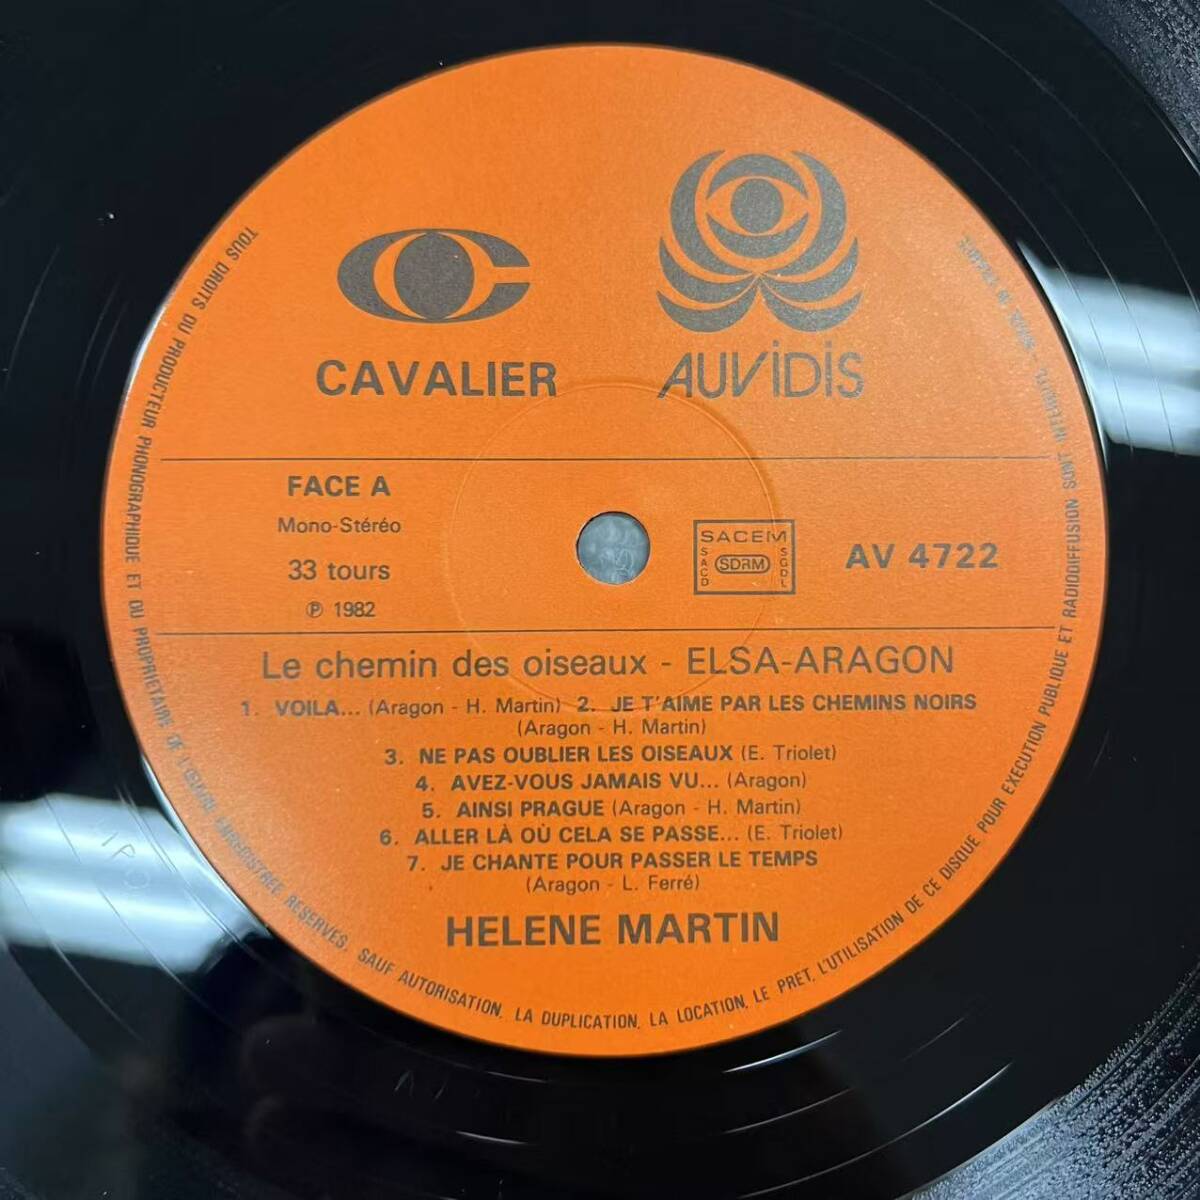 CAVALIER
AUVIDIS
FACE A
Mono-Stéréo
33 tours
℗ 1982
SACEM
SACD
SDRM
SGDL
AV 4722
Le chemin des oiseaux - ELSA-ARAGON
1. VOILA... (Aragon - H. Martin) 2. JE T'AIME PAR LES CHEMINS NOIRS
(Aragon - H. Martin)
3. NE PAS OUBLIER LES OISEAUX (E. Triolet)
4. AVEZ-VOUS JAMAIS VU... (Aragon)
5. AINSI PRAGUE (Aragon - H. Martin)
6. ALLER LÀ OÙ CELA SE PASSE... (E. Triolet)
7. JE CHANTE POUR PASSER LE TEMPS
(Aragon - L. Ferré)
HELENE MARTIN
TOUS DROITS DU PRODUCTEUR PHONOGRAPHIQUE ET DU PROPRIETAIRE DE L'ŒUVRE ENREGISTREE RESERVES. SAUF AUTORISATION, LA DUPLICATION, LA LOCATION, LE PRET, L'UTILISATION DE CE DISQUE POUR EXECUTION PUBLIQUE ET RADIODIFFUSION SONT INTERDITS -